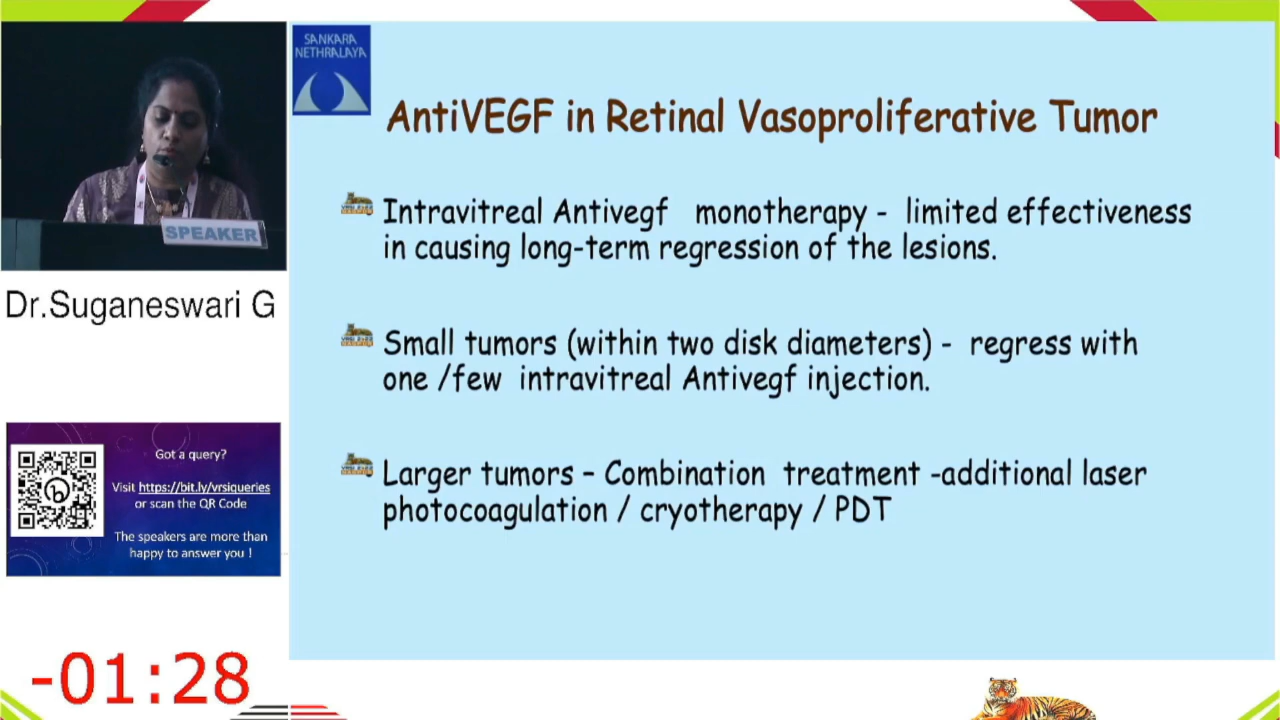 SANKARA
NETHRALAYA
AntiVEGF in Retinal Vasoproliferative Tumor
Intravitreal Antivegf monotherapy - limited effectiveness
in causing long-term regression of the lesions.
Small tumors (within two disk diameters) - regress with
one /few intravitreal Antivegf injection.
Larger tumors – Combination treatment -additional laser
photocoagulation / cryotherapy / PDT
SPEAKER
Dr.Suganeswari G
Got a query?
Visit https://bit.ly/vrsiqueries
or scan the QR Code
The speakers are more than
happy to answer you !
-01:28